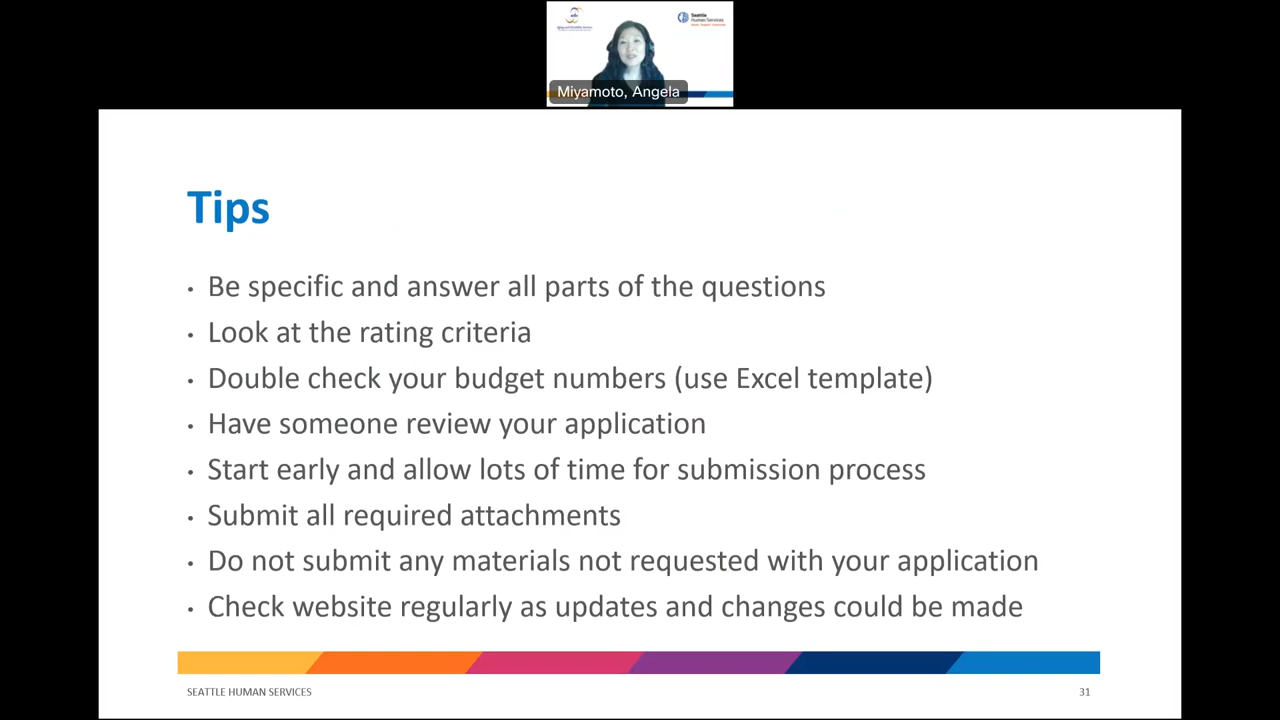 Seattle
Human Services
Miyamoto, Angela
Tips
• Be specific and answer all parts of the questions
• Look at the rating criteria
• Double check your budget numbers (use Excel template)
• Have someone review your application
• Start early and allow lots of time for submission process
• Submit all required attachments
• Do not submit any materials not requested with your application
• Check website regularly as updates and changes could be made
SEATTLE HUMAN SERVICES
31